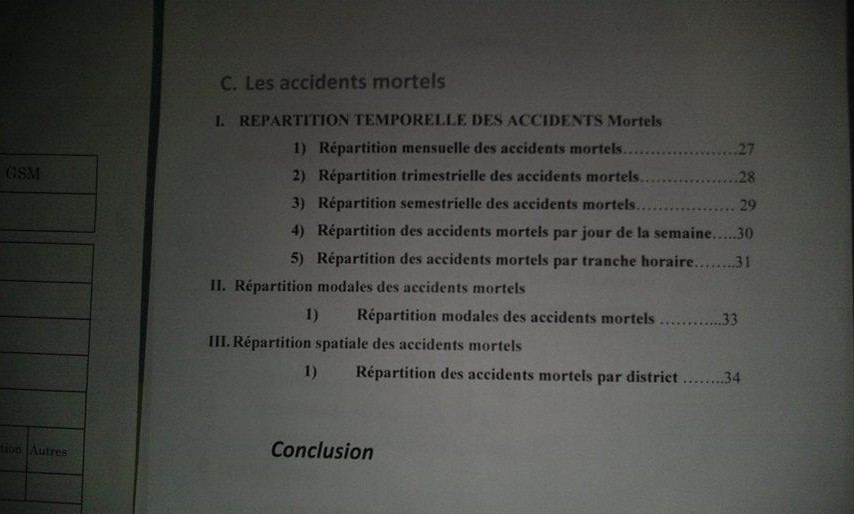 C. Les accidents mortels
I. REPARTITION TEMPORELLE DES ACCIDENTS Mortels
1) Répartition mensuelle des accidents mortels......................27
2) Répartition trimestrielle des accidents mortels...................28
3) Répartition semestrielle des accidents mortels................... 29
4) Répartition des accidents mortels par jour de la semaine.....30
5) Répartition des accidents mortels par tranche horaire........31
II. Répartition modales des accidents mortels
1) Répartition modales des accidents mortels ............33
III. Répartition spatiale des accidents mortels
1) Répartition des accidents mortels par district ........34
Conclusion
GSM
Autres